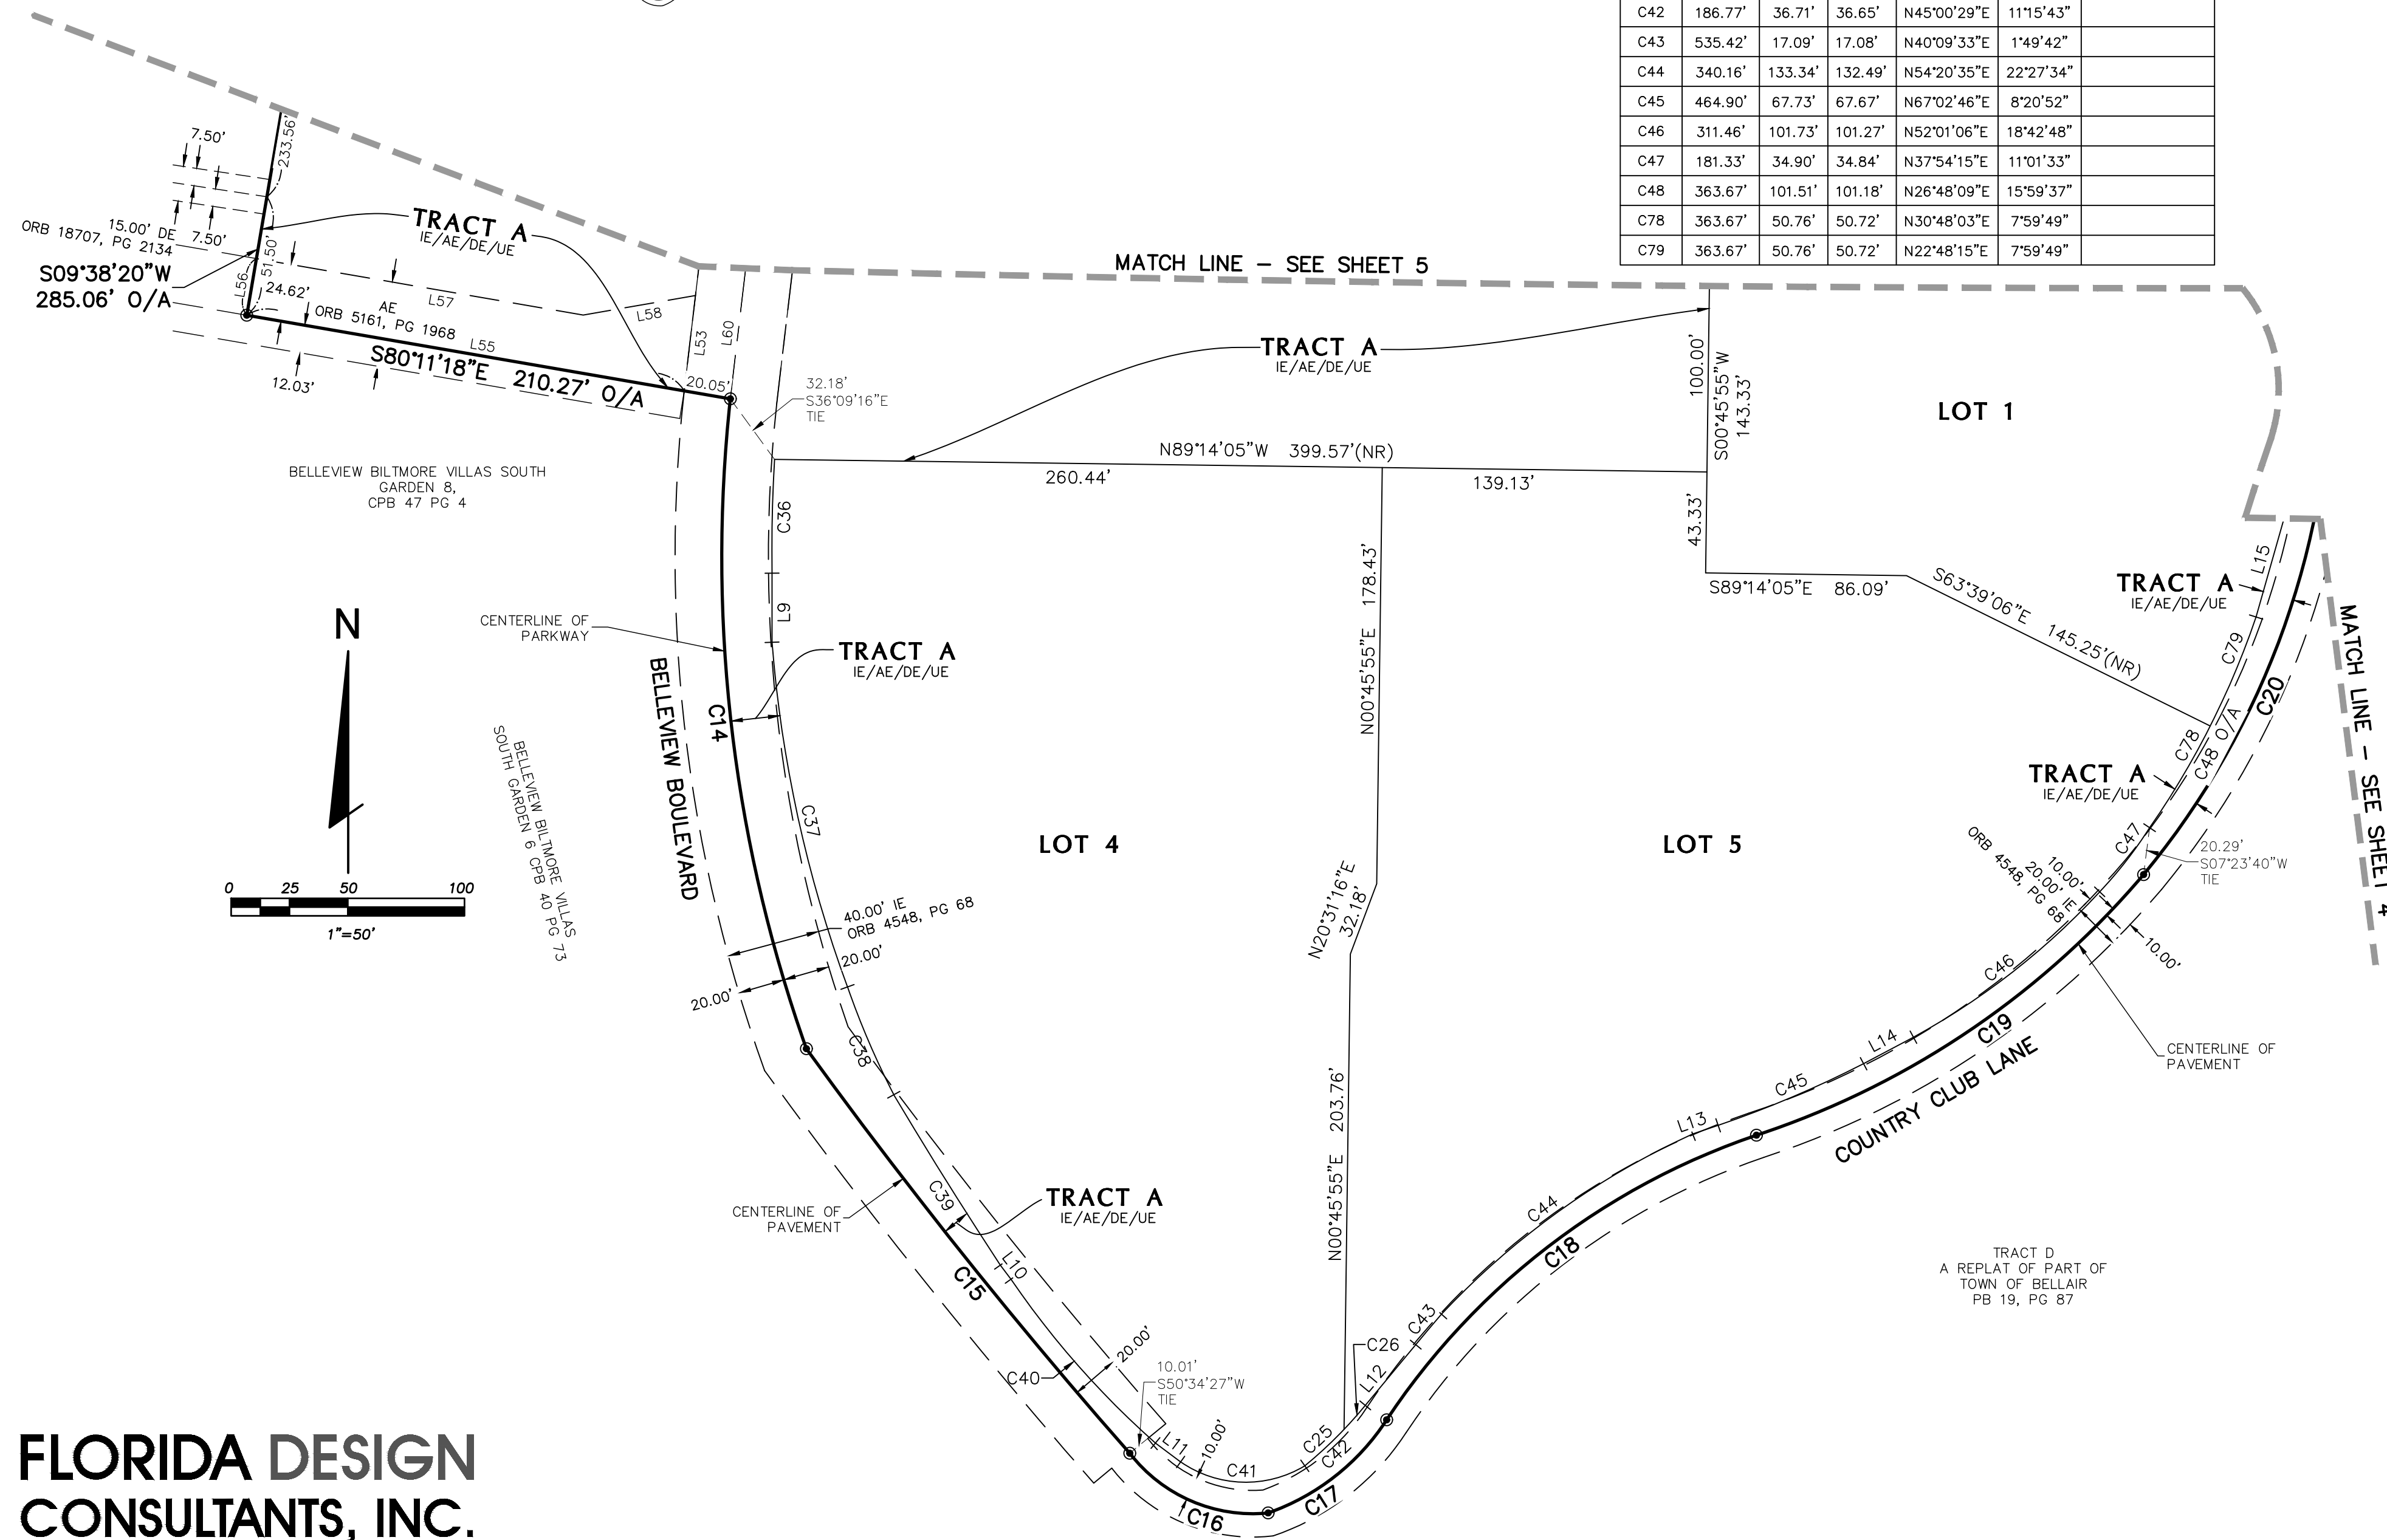 C42 186.77' 36.71' 36.65' N45°00'29"E 11°15'43"
C43 535.42' 17.09' 17.08' N40°09'33"E 1°49'42"
C44 340.16' 133.34' 132.49' N54°20'35"E 22°27'34"
C45 464.90' 67.73' 67.67' N67°02'46"E 8°20'52"
C46 311.46' 101.73' 101.27' N52°01'06"E 18°42'48"
C47 181.33' 34.90' 34.84' N37°54'15"E 11°01'33"
C48 363.67' 101.51' 101.18' N26°48'09"E 15°59'37"
C78 363.67' 50.76' 50.72' N30°48'03"E 7°59'49"
C79 363.67' 50.76' 50.72' N22°48'15"E 7°59'49"
7.50'
233.56'
15.00' DE
ORB 18707, PG 2134
7.50'
S09°38'20"W
285.06' O/A
L56
51.50'
24.62'
TRACT A
IE/AE/DE/UE
L57
AE
ORB 5161, PG 1968
L58
L55
S80°11'18"E 210.27' O/A
12.03'
L53
L60
20.05'
32.18'
S36°09'16"E
TIE
MATCH LINE – SEE SHEET 5
TRACT A
IE/AE/DE/UE
100.00'
S00°45'55"W
143.33'
LOT 1
N89°14'05"W 399.57'(NR)
260.44'
139.13'
43.33'
S89°14'05"E 86.09'
S63°39'06"E 145.25'(NR)
BELLEVIEW BILTMORE VILLAS SOUTH
GARDEN 8,
CPB 47 PG 4
C36
L9
N00°45'55"E 178.43'
L15
TRACT A
IE/AE/DE/UE
C79
C20
MATCH LINE – SEE SHEET 4
N
CENTERLINE OF
PARKWAY
TRACT A
IE/AE/DE/UE
BELLEVIEW BOULEVARD
C14
C37
BELLEVIEW BILTMORE VILLAS
SOUTH GARDEN 6 CPB 40 PG 73
C78
C48 O/A
TRACT A
IE/AE/DE/UE
LOT 4
LOT 5
C47
20.29'
S07°23'40"W
TIE
10.00'
20.00' IE
ORB 4548, PG 68
10.00'
0 25 50 100
1"=50'
40.00' IE
ORB 4548, PG 68
20.00'
20.00'
N20°31'16"E
32.18'
C46
C19
L14
CENTERLINE OF
PAVEMENT
C38
C45
COUNTRY CLUB LANE
L13
N00°45'55"E 203.76'
C39
TRACT A
IE/AE/DE/UE
CENTERLINE OF
PAVEMENT
C44
C18
L10
C15
TRACT D
A REPLAT OF PART OF
TOWN OF BELLAIR
PB 19, PG 87
C43
C26
20.00'
C40
10.01'
S50°34'27"W
TIE
L12
L11
10.00'
C41
C25
C42
C17
C16
FLORIDA DESIGN
CONSULTANTS, INC.